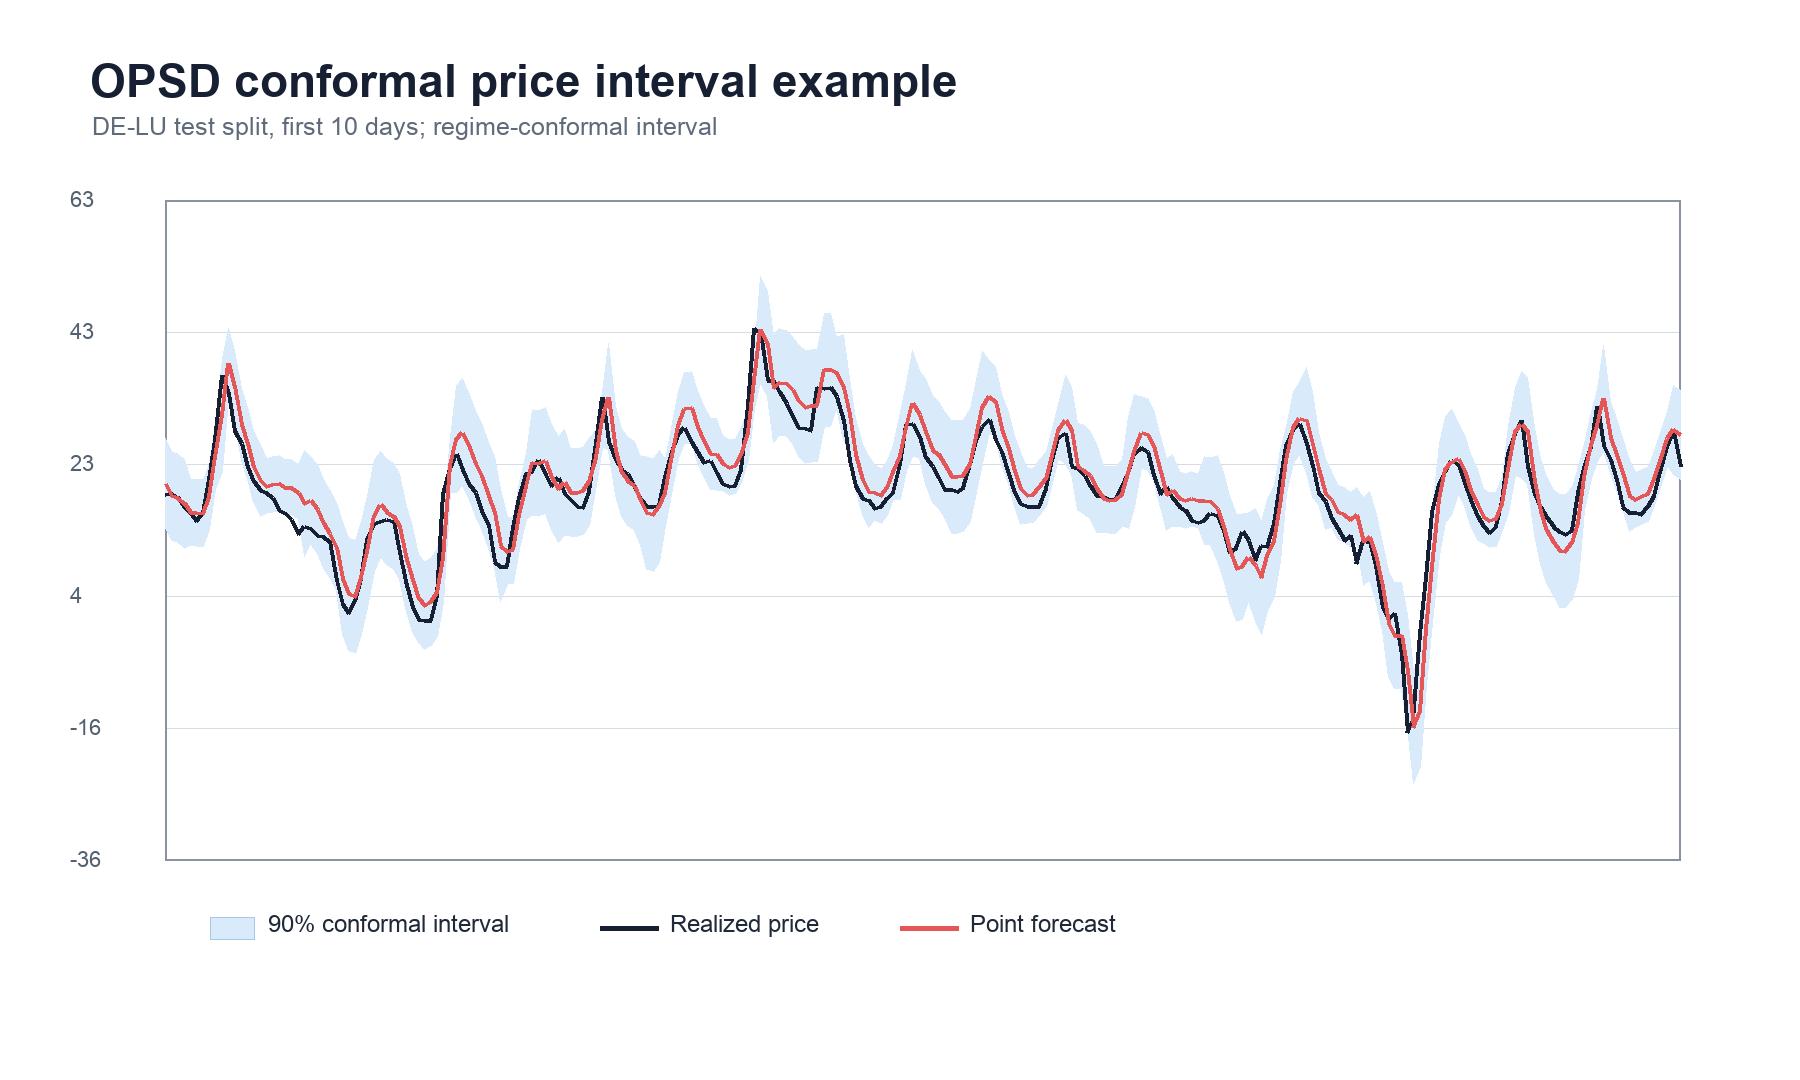 OPSD conformal price interval example
DE-LU test split, first 10 days; regime-conformal interval
63
43
23
4
-16
-36
90% conformal interval
Realized price
Point forecast